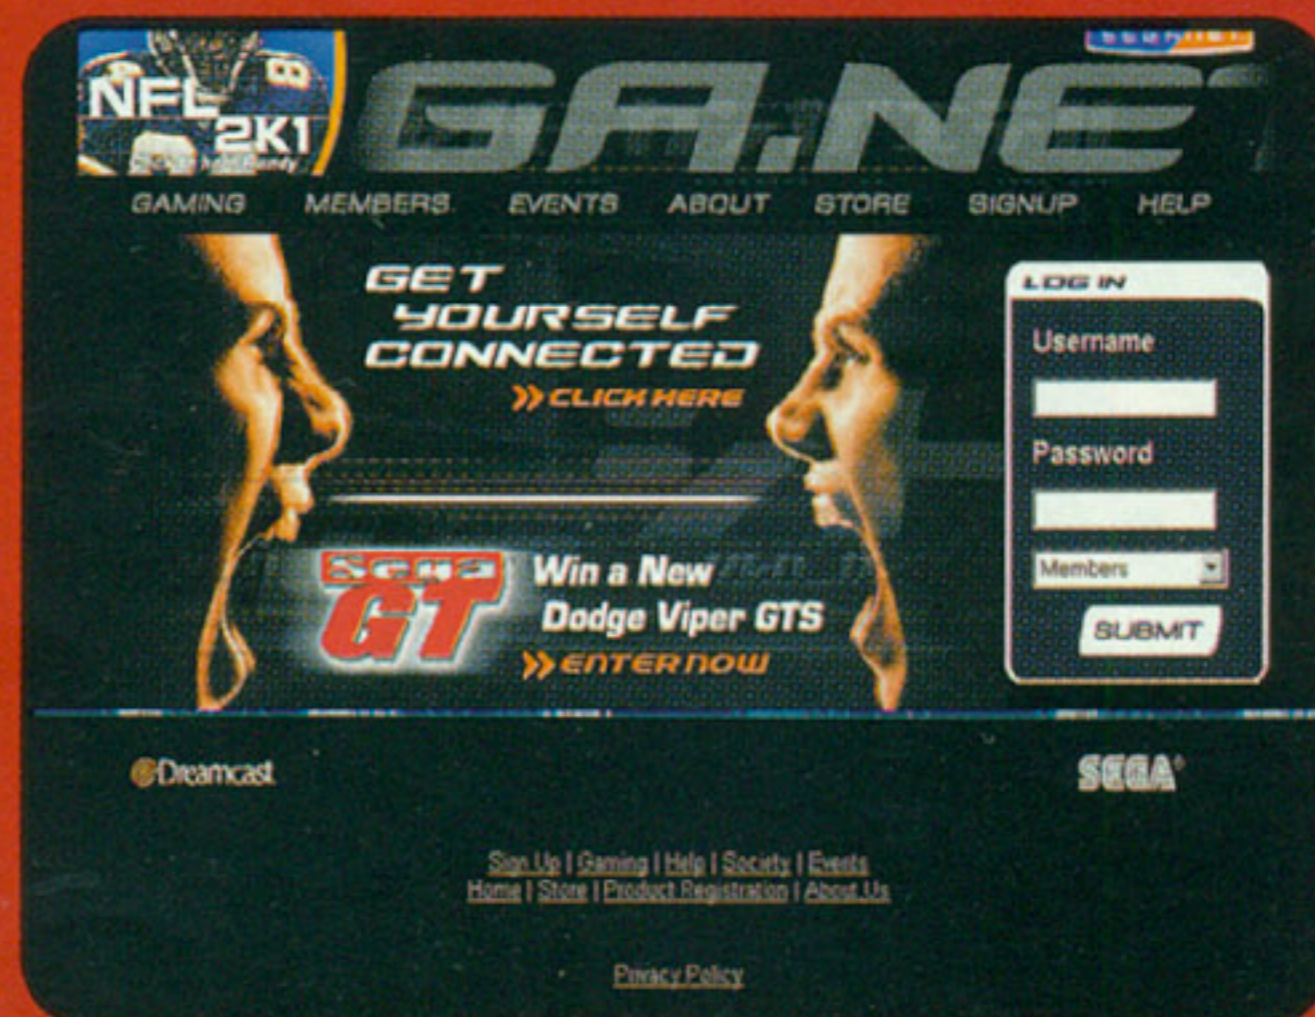 NFL
2K1
GA.NE
GAMING MEMBERS EVENTS ABOUT STORE SIGNUP HELP
GET
YOURSELF
CONNECTED
CLICK HERE
LOG IN
Username
Password
Members
SUBMIT
Sega
GT
Win a New
Dodge Viper GTS
ENTER NOW
Dreamcast
SEGA
Sign Up | Gaming | Help | Society | Events
Home | Store | Product Registration | About Us
Privacy Policy